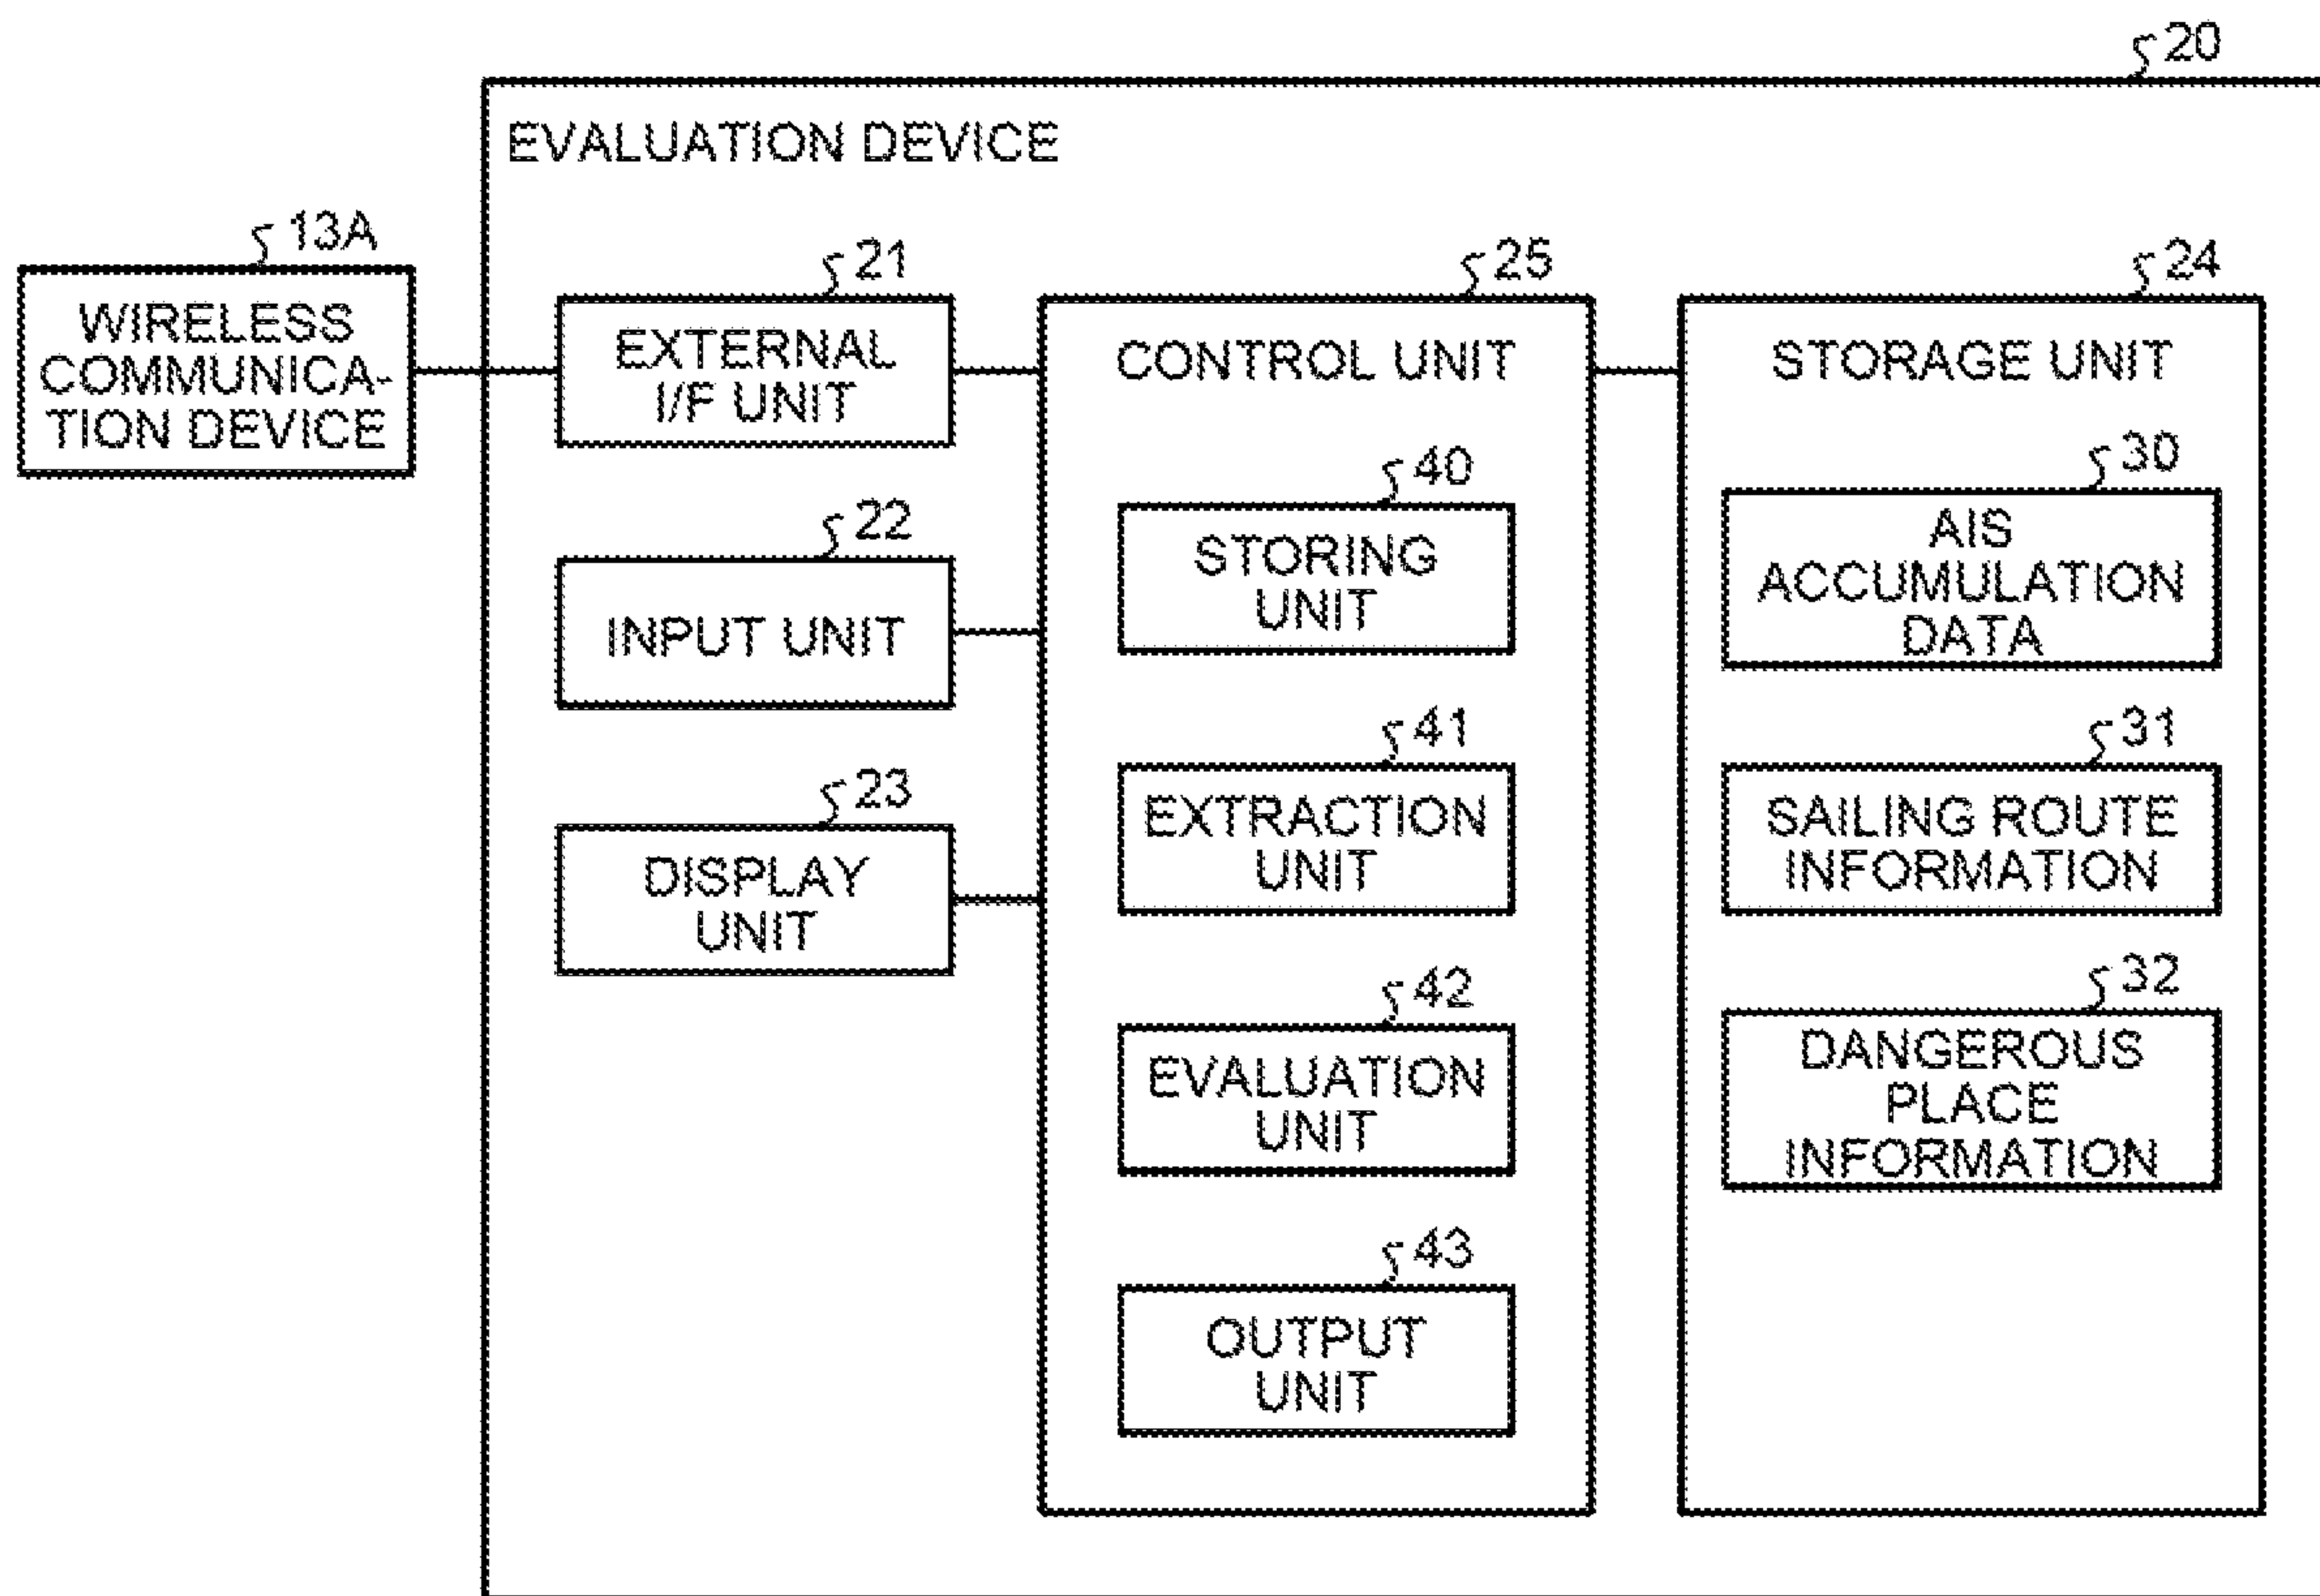 20
EVALUATION DEVICE
13A
WIRELESS
COMMUNICA-
TION DEVICE
21
EXTERNAL
I/F UNIT
22
INPUT UNIT
23
DISPLAY
UNIT
25
CONTROL UNIT
40
STORING
UNIT
41
EXTRACTION
UNIT
42
EVALUATION
UNIT
43
OUTPUT
UNIT
24
STORAGE UNIT
30
AIS
ACCUMULATION
DATA
31
SAILING ROUTE
INFORMATION
32
DANGEROUS
PLACE
INFORMATION